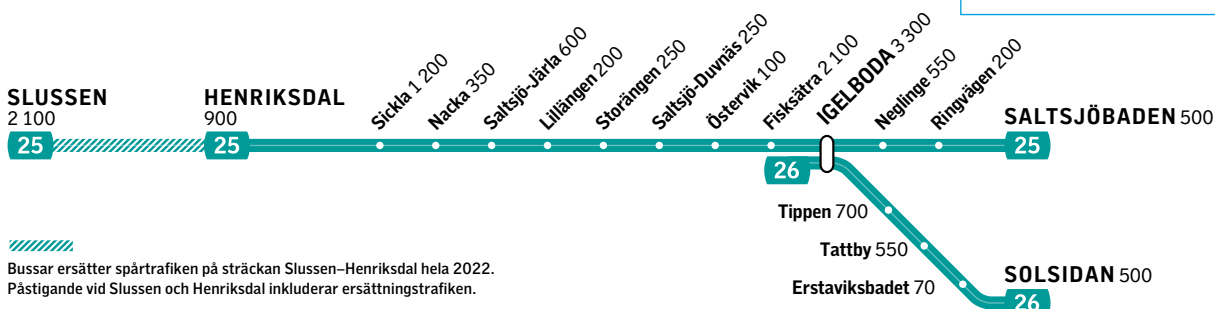 SLUSSEN
2 100
25
HENRIKSDAL
900
25
Sickla 1 200
Nacka 350
Saltsjö-Järla 600
Lillängen 200
Storängen 250
Saltsjö-Duvnäs 250
Östervik 100
Fisksätra 2 100
IGELBODA 3 300
Neglinge 550
Ringvägen 200
SALTSJÖBADEN 500
25
26
Tippen 700
Tattby 550
Erstaviksbadet 70
SOLSIDAN 500
26
Bussar ersätter spårtrafiken på sträckan Slussen–Henriksdal hela 2022.
Påstigande vid Slussen och Henriksdal inkluderar ersättningstrafiken.